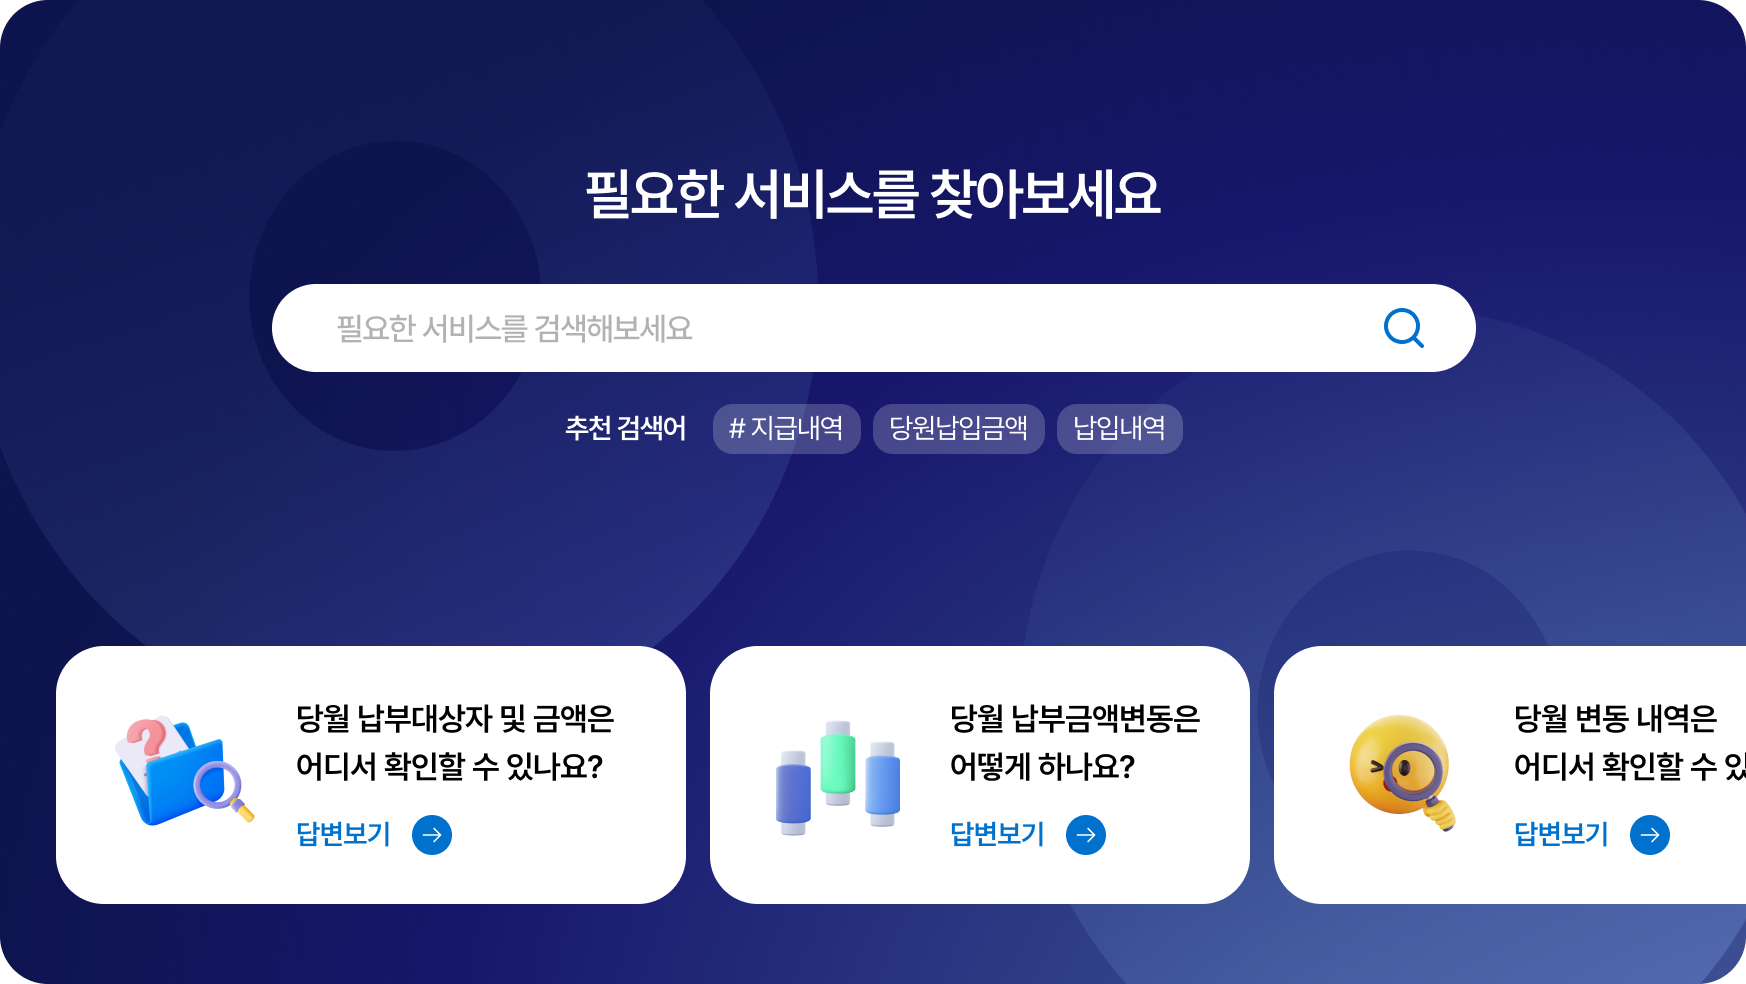 필요한 서비스를 찾아보세요
필요한 서비스를 검색해보세요
추천 검색어 # 지급내역 당원납입금액 납입내역
당월 납부대상자 및 금액은
어디서 확인할 수 있나요?
답변보기
당월 납부금액변동은
어떻게 하나요?
답변보기
당월 변동 내역은
어디서 확인할 수
답변보기